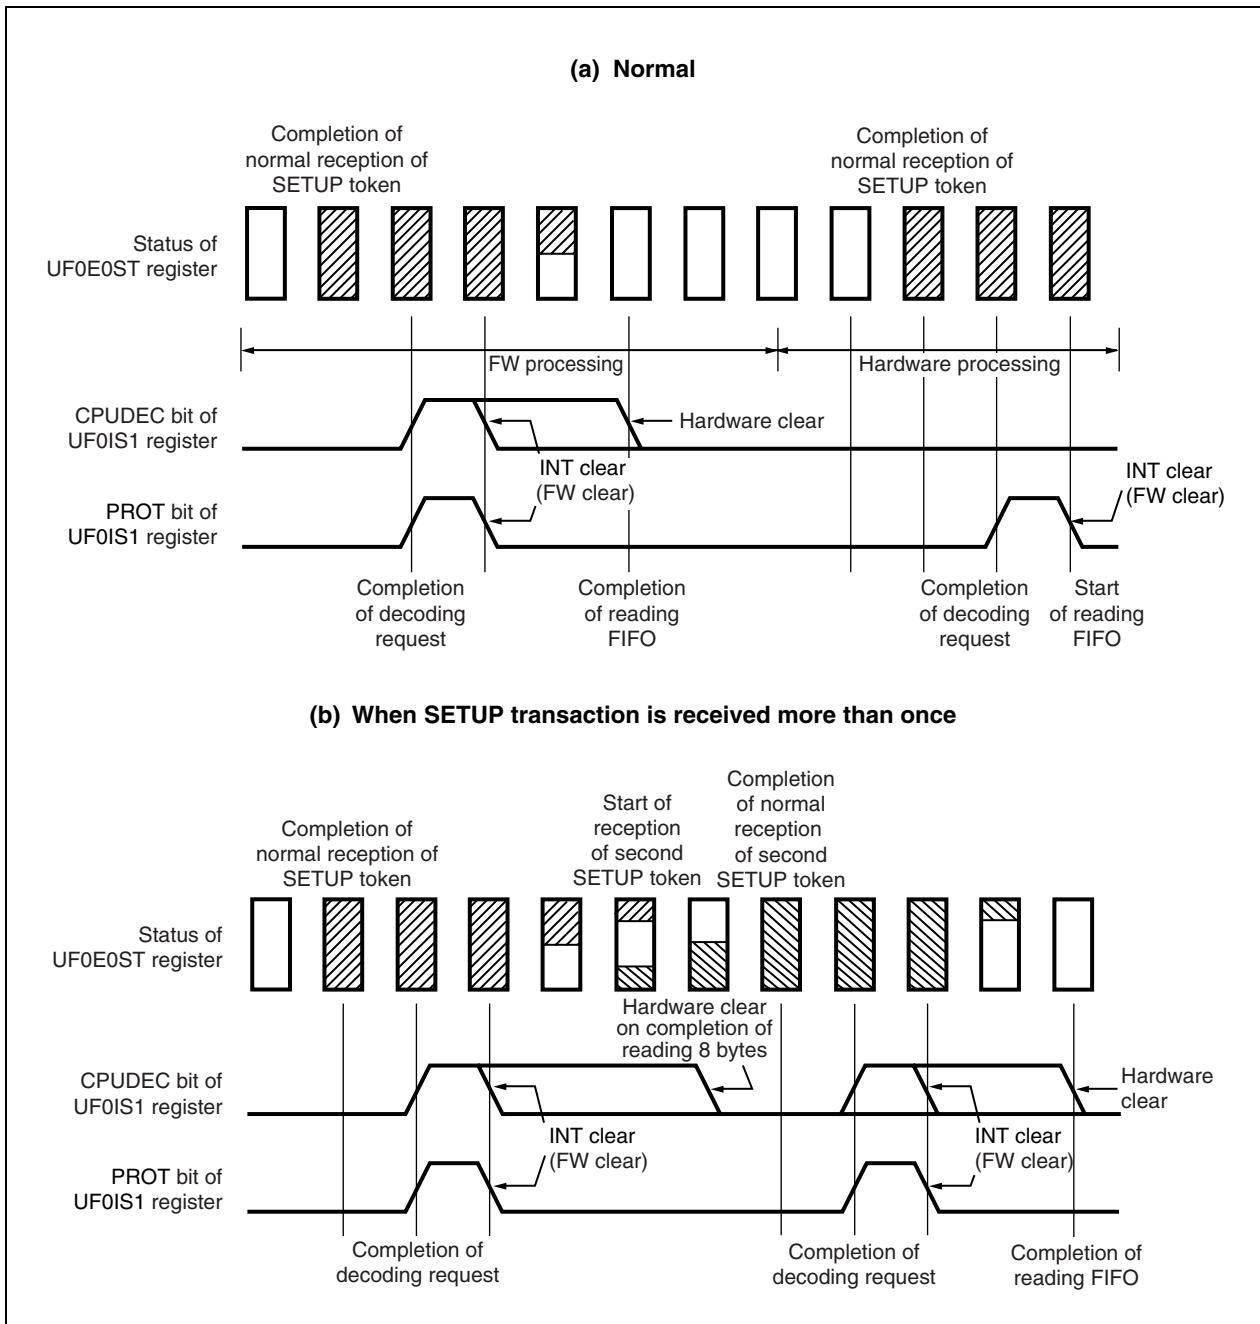 (a) Normal
Completion of
normal reception of
SETUP token
Completion of
normal reception of
SETUP token
Status of
UF0E0ST register
FW processing
Hardware processing
CPUDEC bit of
UF0IS1 register
Hardware clear
INT clear
(FW clear)
INT clear
(FW clear)
PROT bit of
UF0IS1 register
Completion
of decoding
request
Completion
of reading
FIFO
Completion
of decoding
request
Start
of reading
FIFO
(b) When SETUP transaction is received more than once
Completion of
normal reception of
SETUP token
Start of
reception
of second
SETUP token
Completion
of normal
reception
of second
SETUP token
Status of
UF0E0ST register
Hardware clear
on completion of
reading 8 bytes
CPUDEC bit of
UF0IS1 register
Hardware
clear
INT clear
(FW clear)
INT clear
(FW clear)
PROT bit of
UF0IS1 register
Completion of
decoding request
Completion of
decoding request
Completion of
reading FIFO